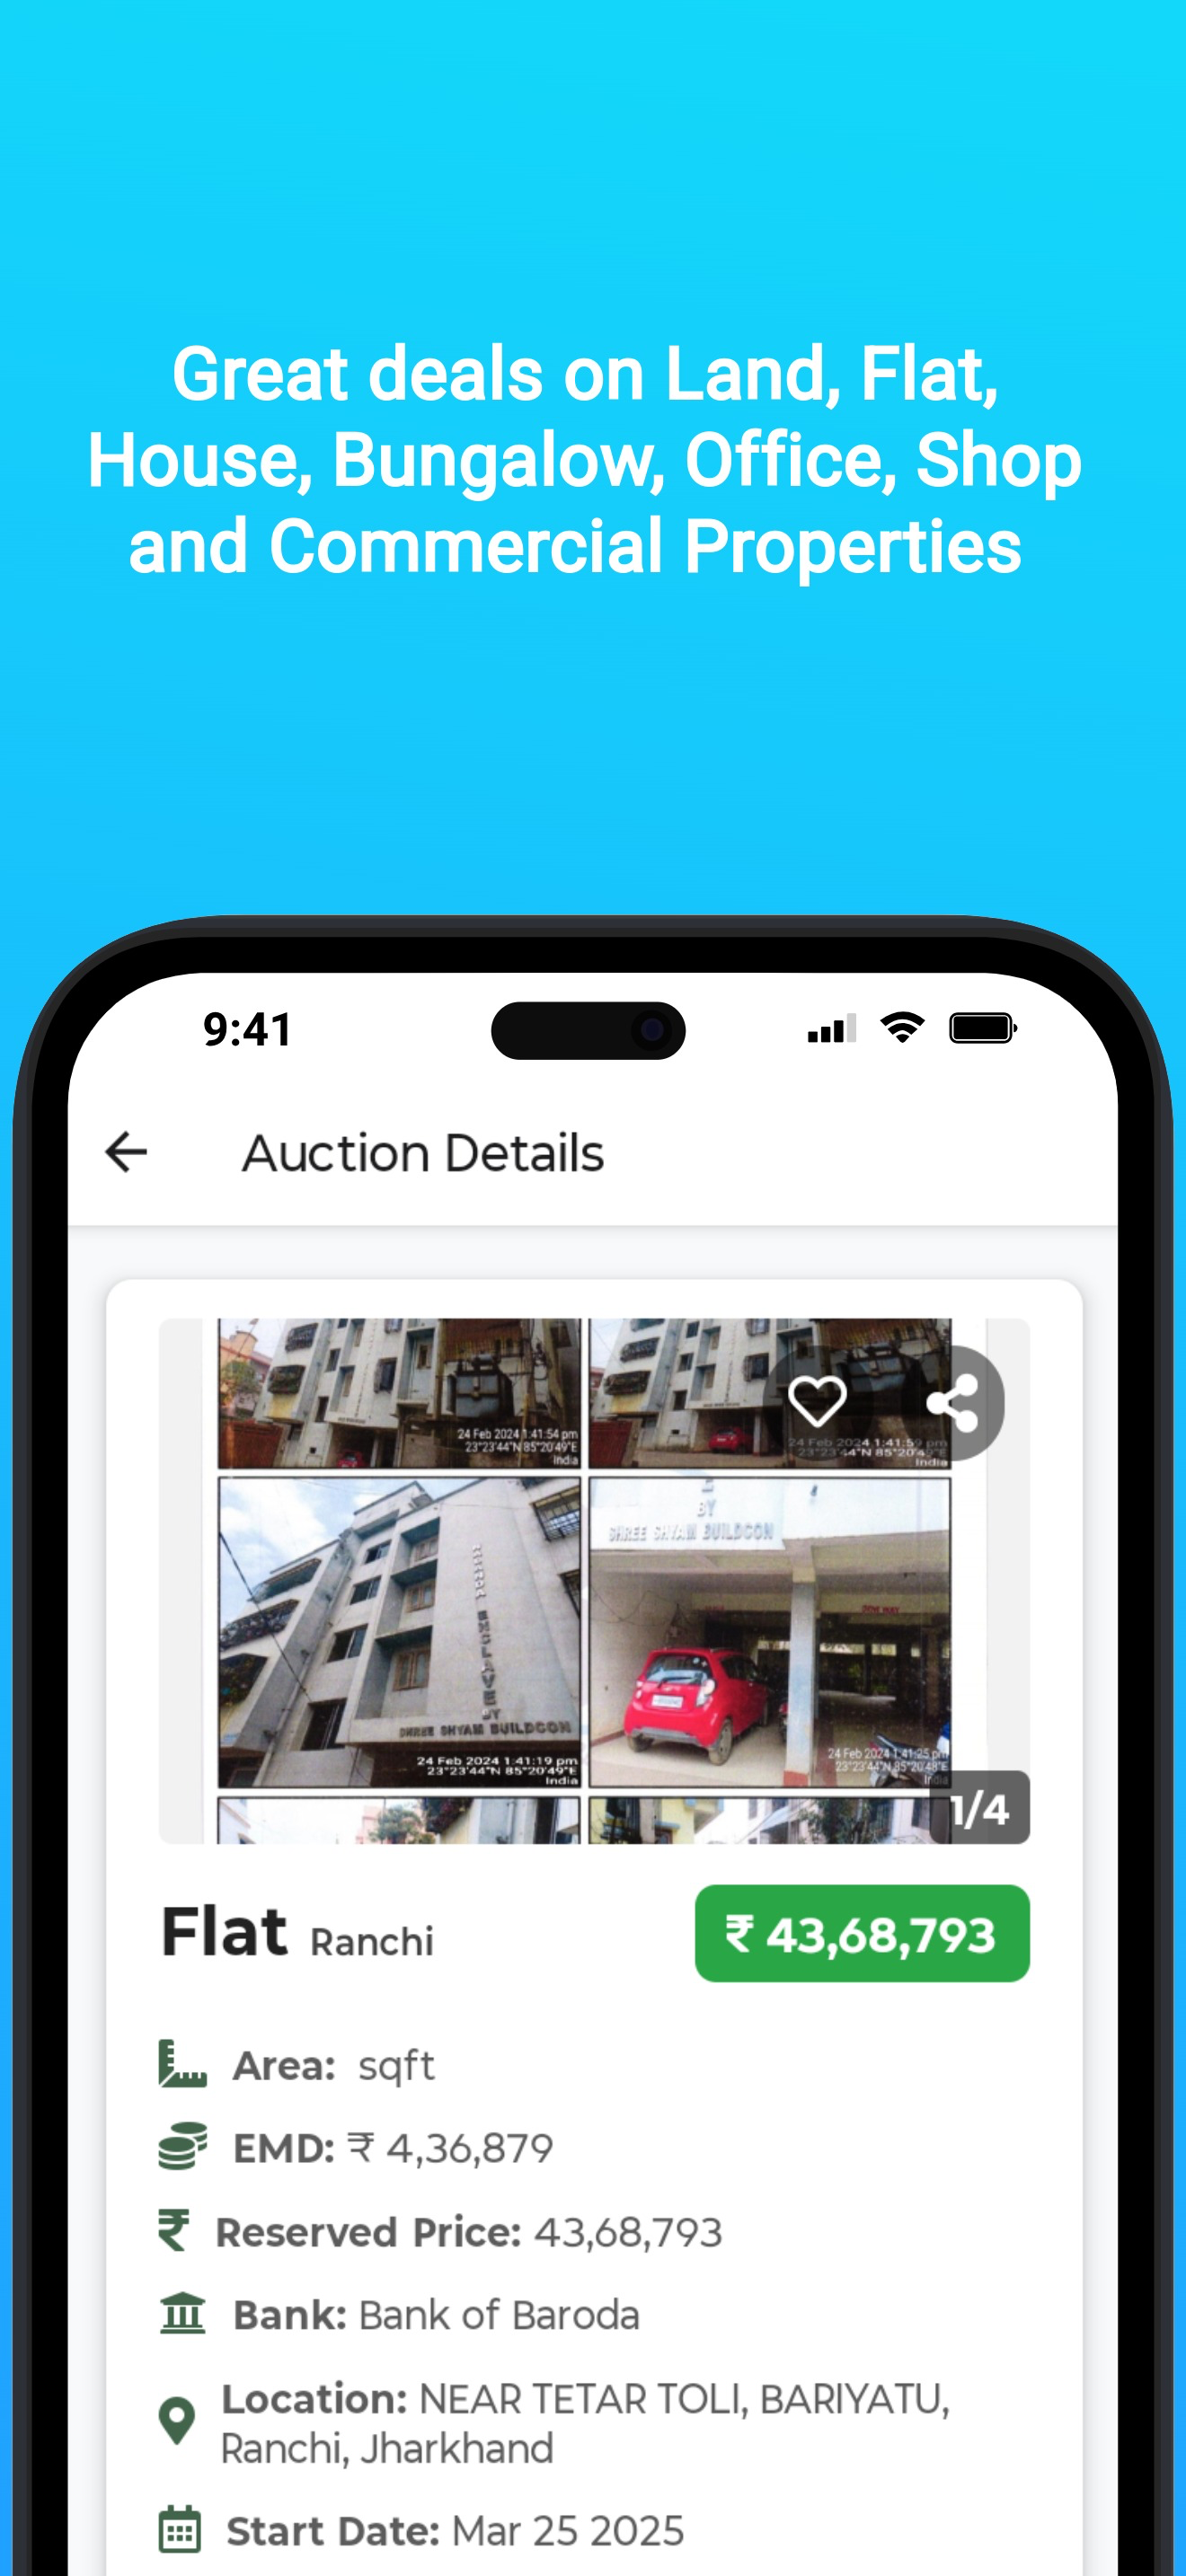 Great deals on Land, Flat,
House, Bungalow, Office, Shop
and Commercial Properties
9:41
Auction Details
24 Feb 2024 1:41:54 pm
23°23'44"N 85°20'49"E
India
24 Feb 2024 1:41:59 pm
23°23'44"N 85°20'49"E
India
ENCLAVE
BY
SHREE SHYAM BUILDCON
24 Feb 2024 1:41:19 pm
23°23'44"N 85°20'49"E
India
BY
SHREE SHYAM BUILDCON
24 Feb 2024 1:41:25 pm
23°23'44"N 85°20'48"E
India
1/4
Flat Ranchi
₹ 43,68,793
Area: sqft
EMD: ₹ 4,36,879
Reserved Price: 43,68,793
Bank: Bank of Baroda
Location: NEAR TETAR TOLI, BARIYATU,
Ranchi, Jharkhand
Start Date: Mar 25 2025